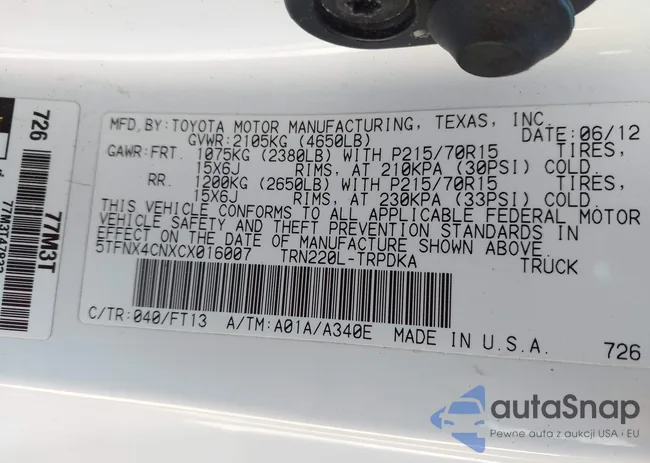 MFD. BY: TOYOTA MOTOR MANUFACTURING, TEXAS, INC.
GVWR: 2105KG (4650LB) DATE: 06/12
GAWR: FRT. 1075KG (2380LB) WITH P215/70R15 TIRES,
15X6J RIMS, AT 210KPA (30PSI) COLD.
RR. 1200KG (2650LB) WITH P215/70R15 TIRES,
15X6J RIMS, AT 230KPA (33PSI) COLD.
THIS VEHICLE CONFORMS TO ALL APPLICABLE FEDERAL MOTOR
VEHICLE SAFETY AND THEFT PREVENTION STANDARDS IN
EFFECT ON THE DATE OF MANUFACTURE SHOWN ABOVE.
5TFNX4CNXCX016007 TRN220L-TRPDKA TRUCK
C/TR: 040/FT13 A/TM: A01A/A340E MADE IN U.S.A. 726
726
77M3T
autaSnap
Pewne auta z aukcji USA · EU